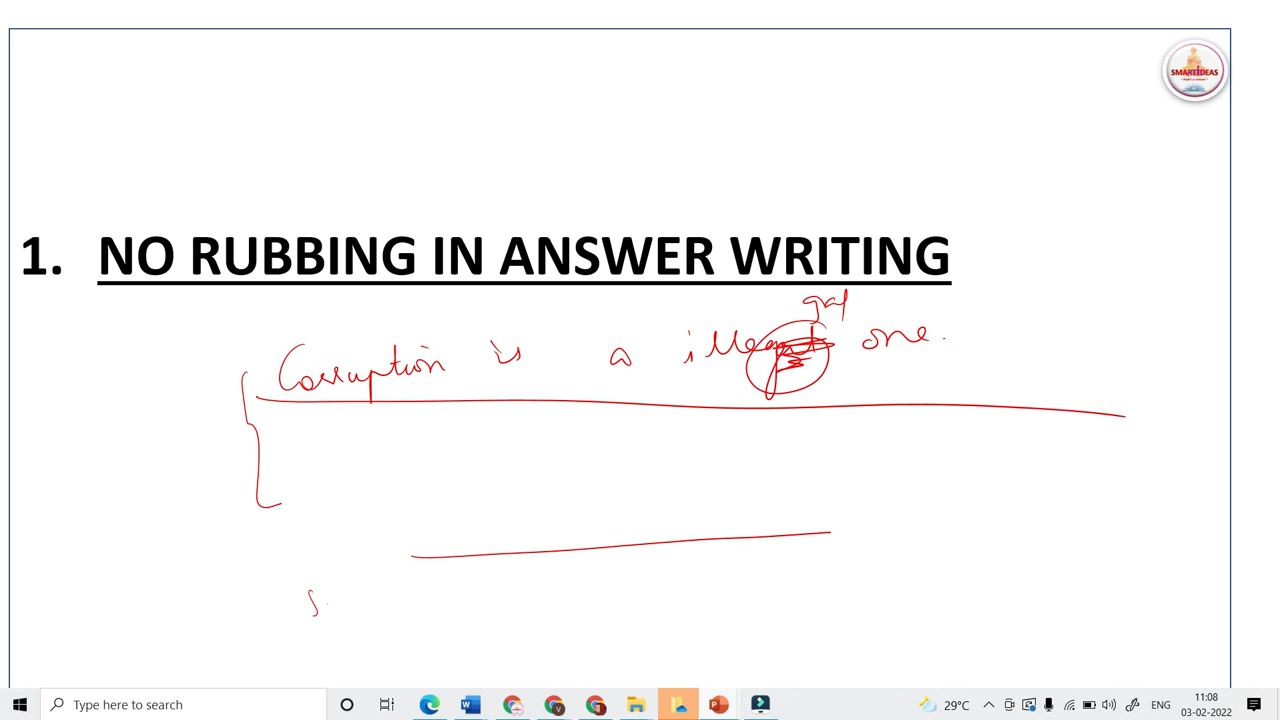 SMARTIDEAS
1. NO RUBBING IN ANSWER WRITING
gal
Corruption is a illegal one.
Type here to search
29°C
ENG
11:08
03-02-2022